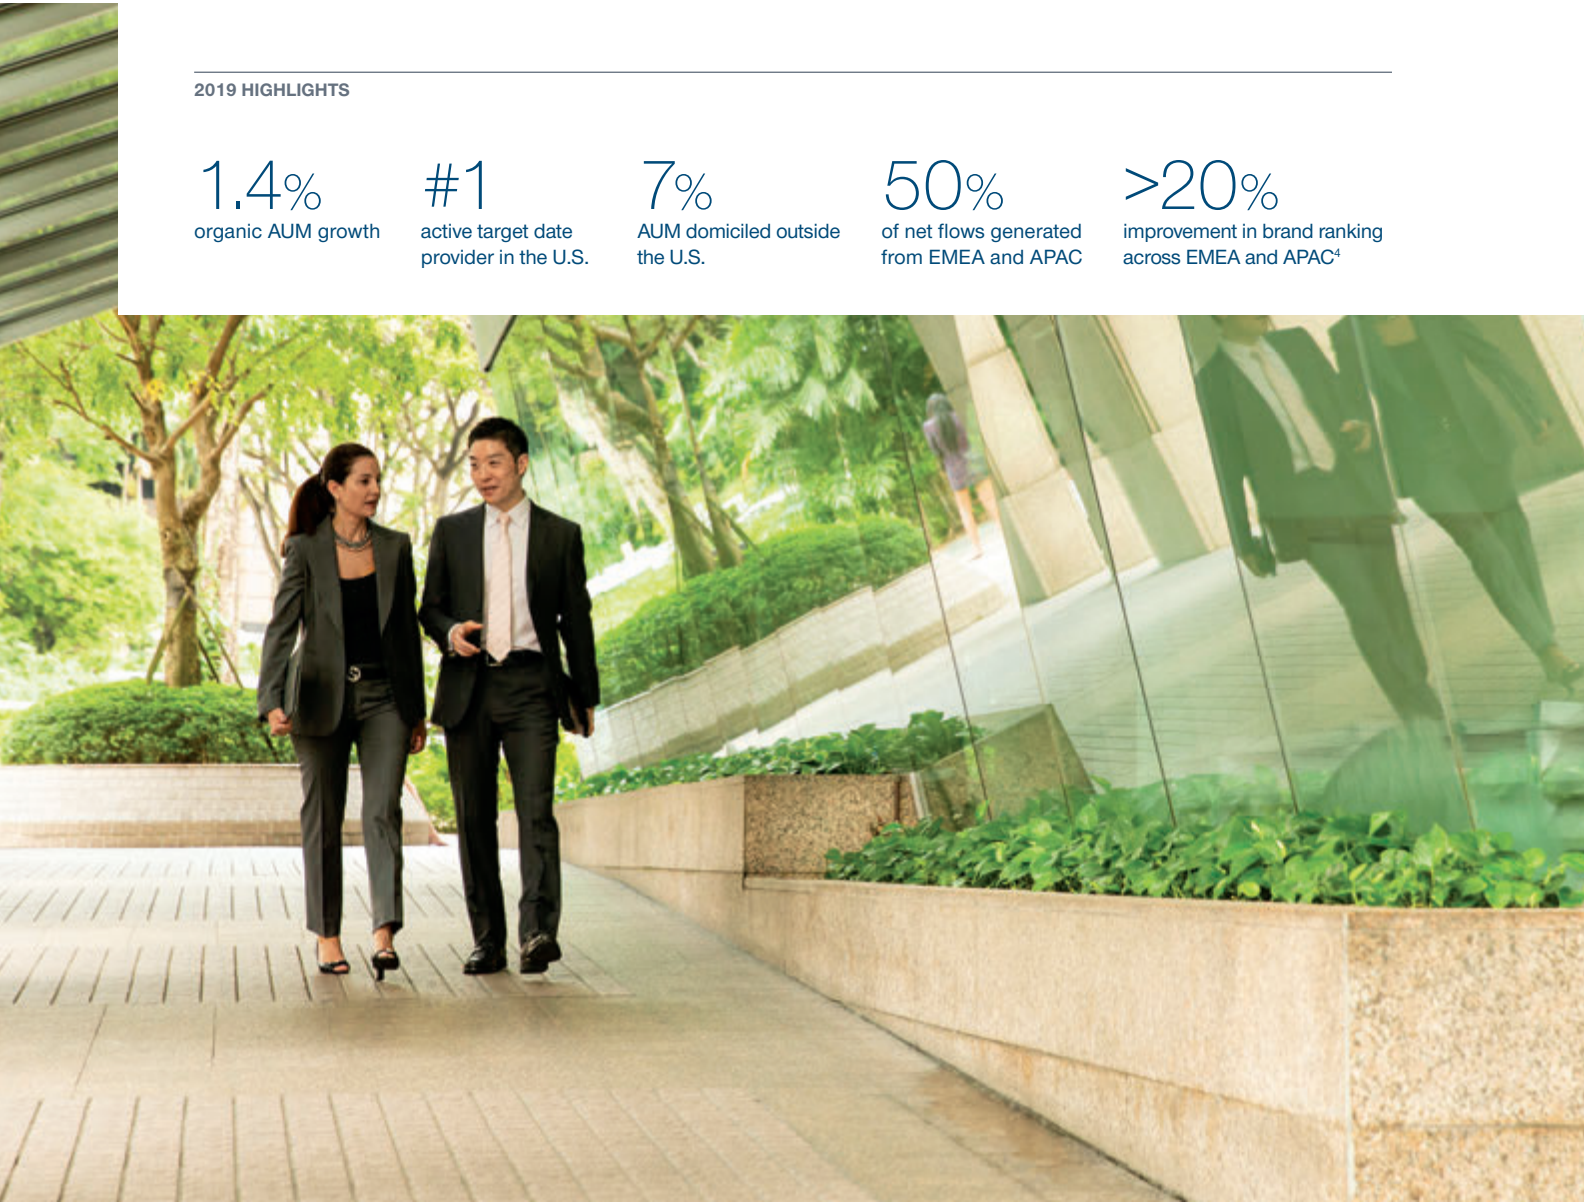 2019 HIGHLIGHTS
1.4%
organic AUM growth
#1
active target date
provider in the U.S.
7%
AUM domiciled outside
the U.S.
50%
of net flows generated
from EMEA and APAC
>20%
improvement in brand ranking
across EMEA and APAC⁴